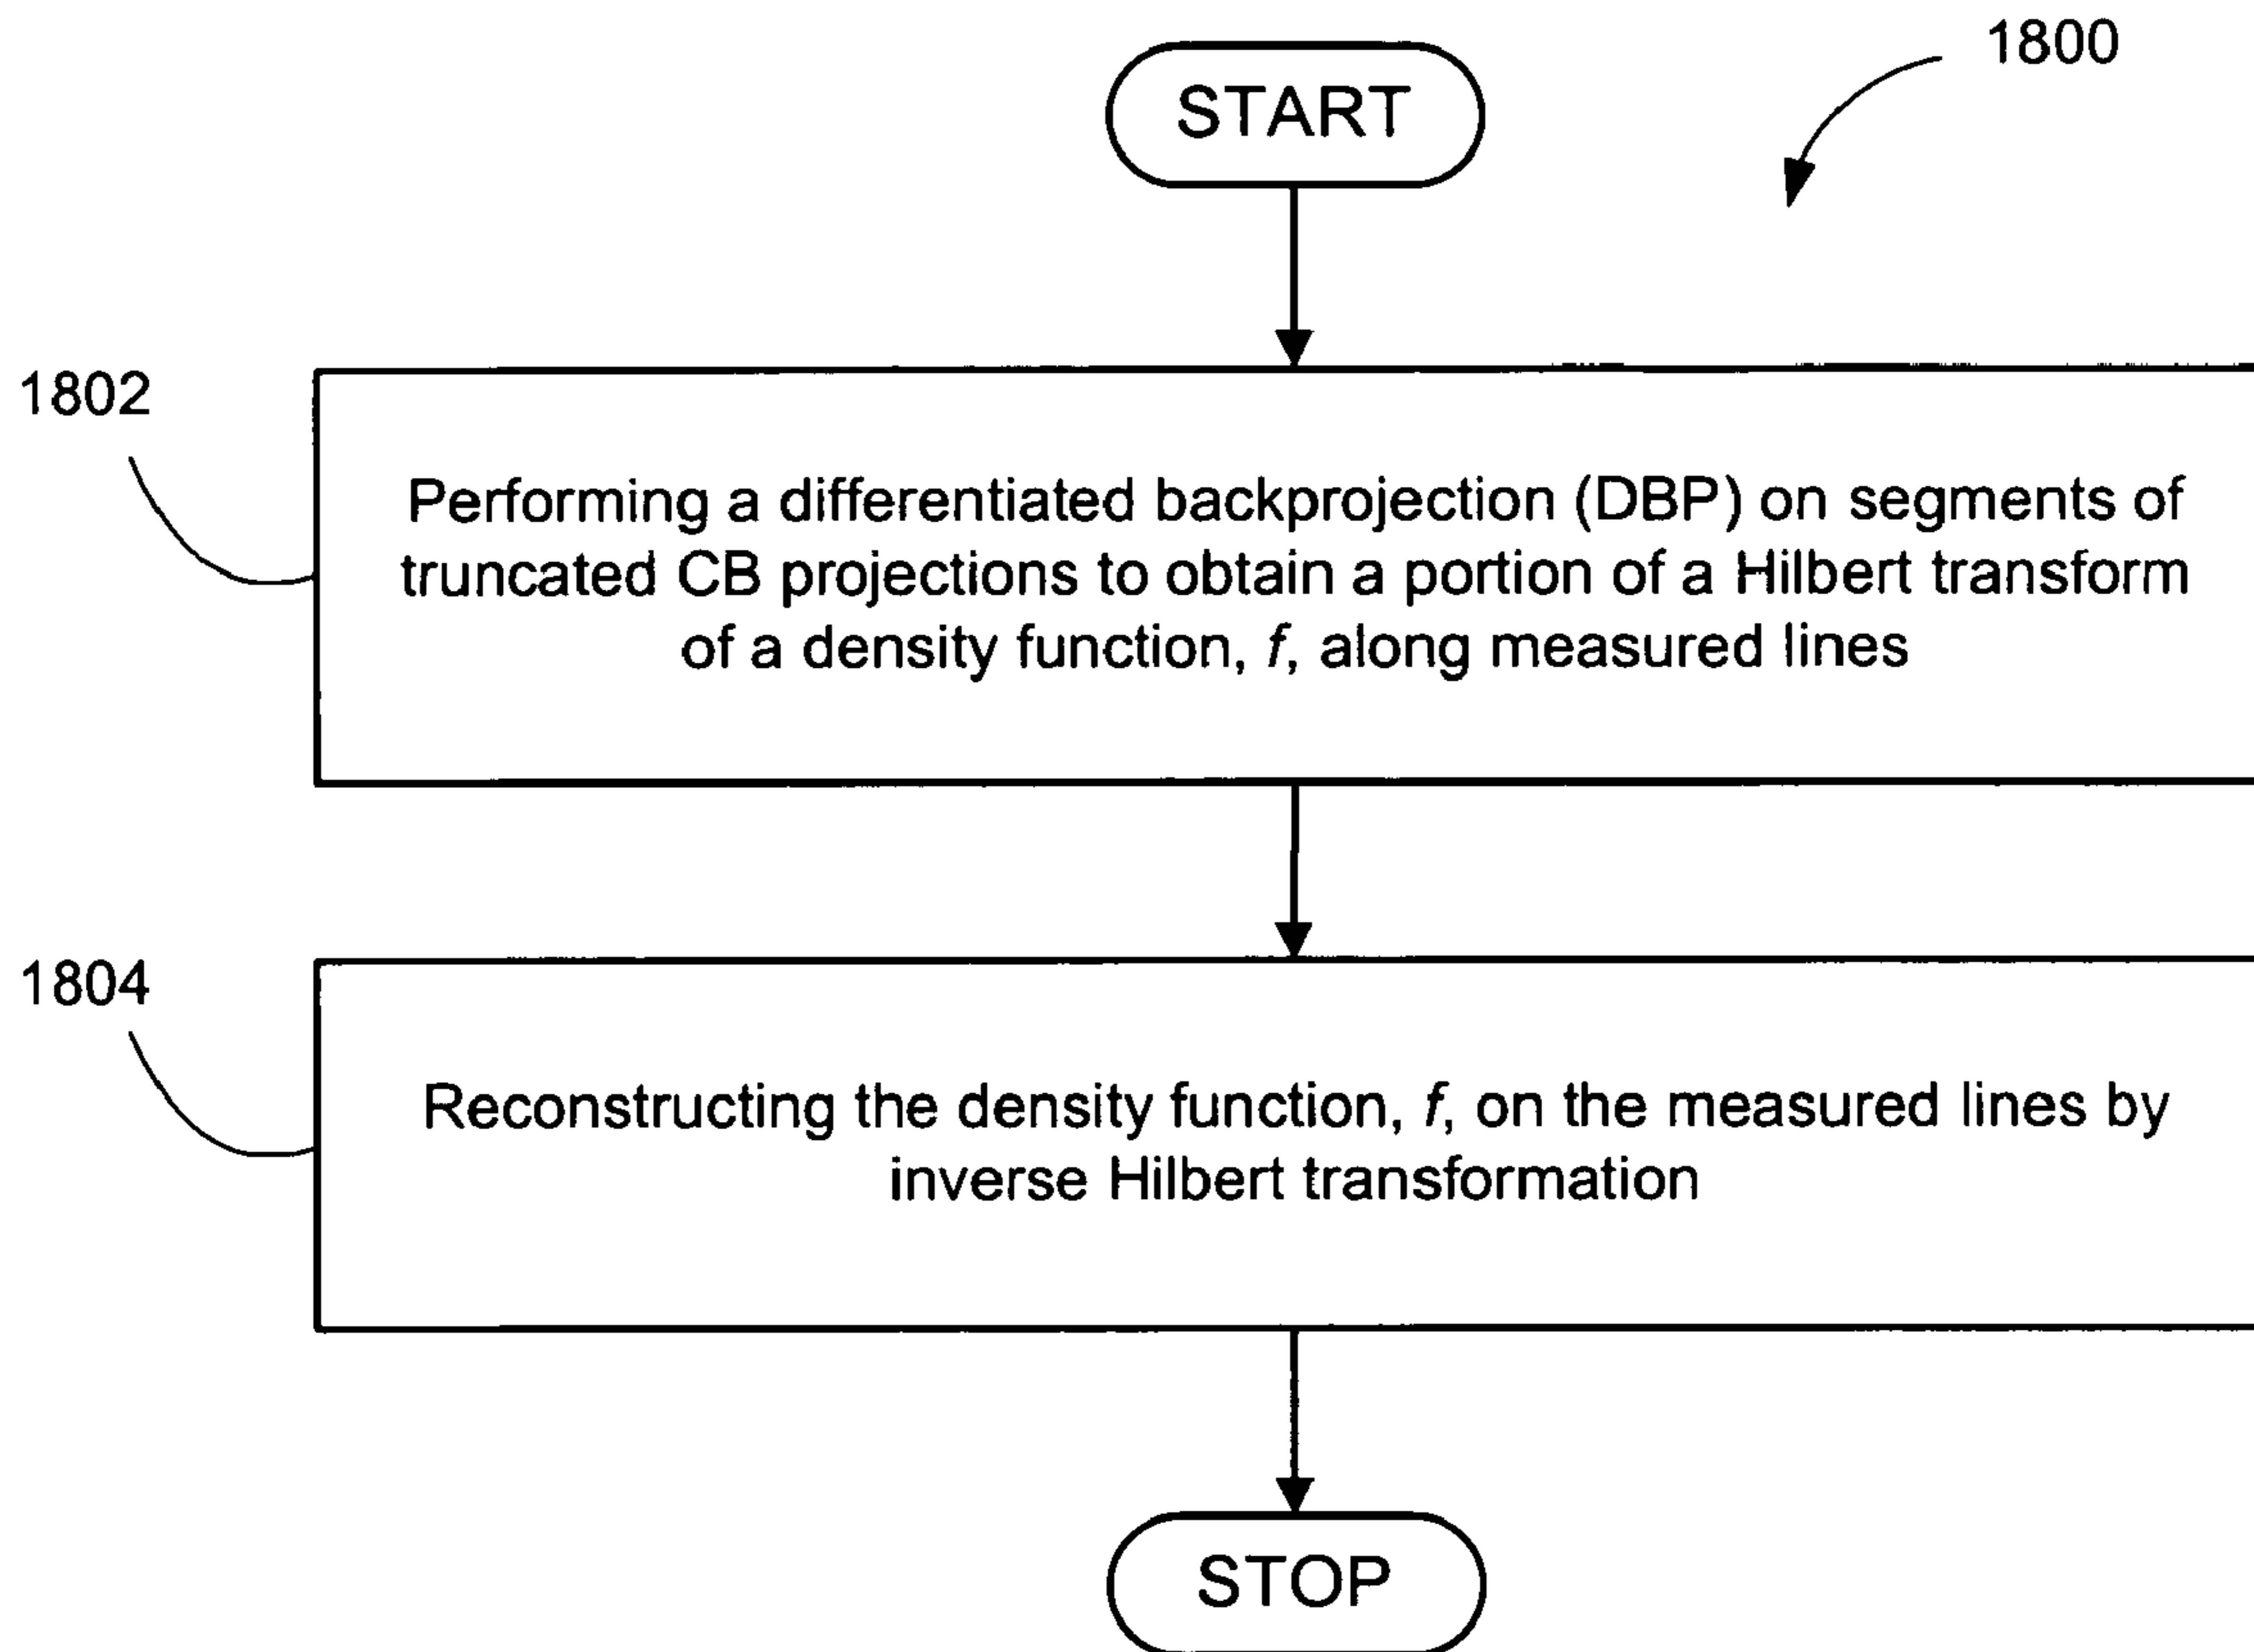 START
1800
1802
Performing a differentiated backprojection (DBP) on segments of
truncated CB projections to obtain a portion of a Hilbert transform
of a density function, f, along measured lines
1804
Reconstructing the density function, f, on the measured lines by
inverse Hilbert transformation
STOP